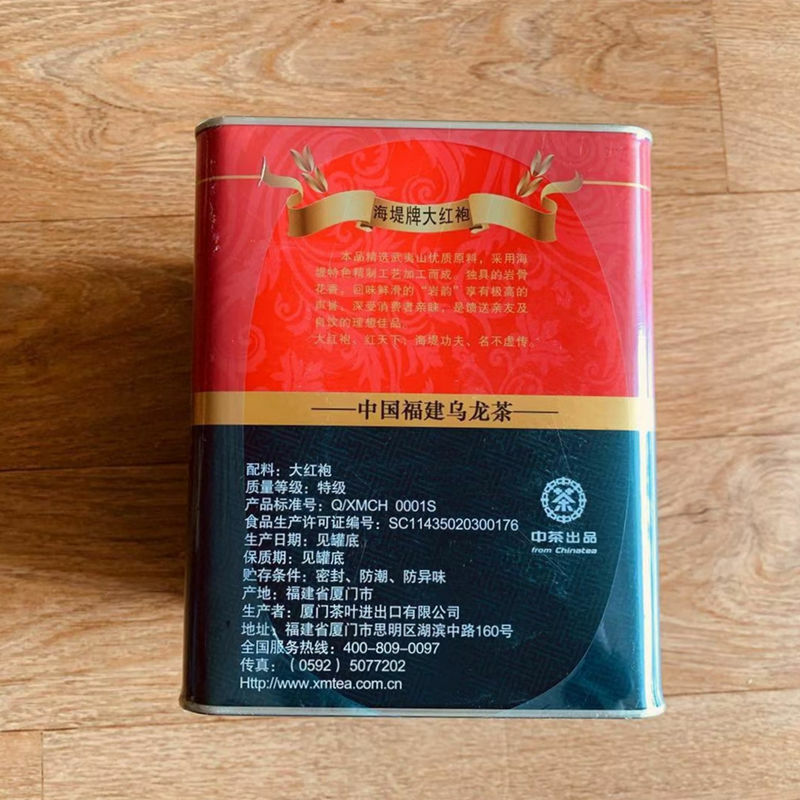 海堤牌大红袍
本品精选武夷山优质原料，采用海
堤特色精制工艺加工而成。独具的岩骨
花香，回味鲜滑的“岩韵”享有极高的
声誉、深受消费者亲睐，是馈送亲友及
自饮的理想佳品。
大红袍、红天下；海堤功夫、名不虚传。
中国福建乌龙茶
配料：大红袍
质量等级：特级
产品标准号：Q/XMCH 0001S
食品生产许可证编号：SC11435020300176
生产日期：见罐底
保质期：见罐底
贮存条件：密封、防潮、防异味
产地：福建省厦门市
生产者：厦门茶叶进出口有限公司
地址：福建省厦门市思明区湖滨中路160号
全国服务热线：400-809-0097
传真：（0592）5077202
Http://www.xmtea.com.cn
茶
中茶出品
from Chinatea